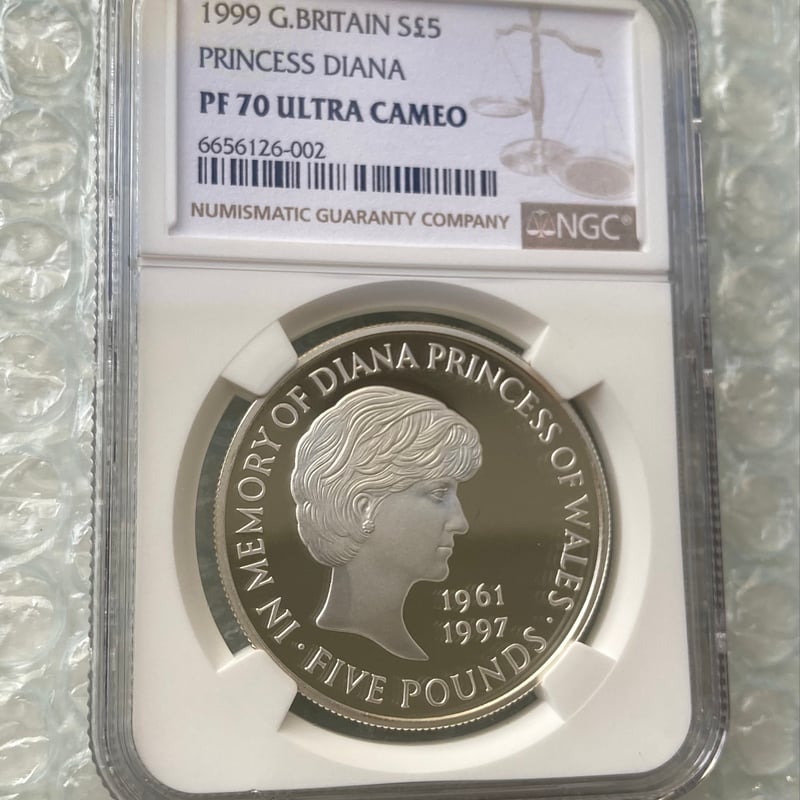 1999 G.BRITAIN S£5
PRINCESS DIANA
PF 70 ULTRA CAMEO
6656126-002
NUMISMATIC GUARANTY COMPANY
NGC®
IN MEMORY OF DIANA PRINCESS OF WALES
1961
1997
· FIVE POUNDS ·